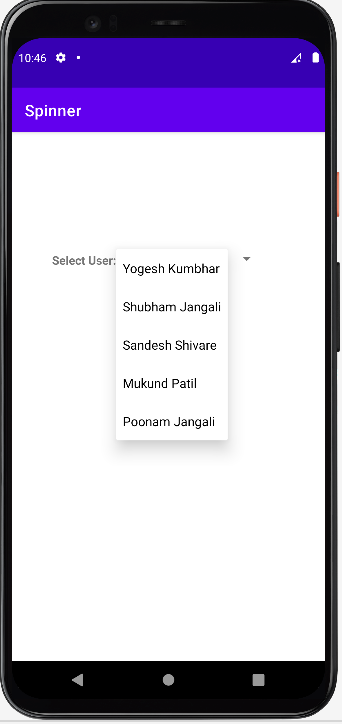 10:46
Spinner
Select User:
Yogesh Kumbhar
Shubham Jangali
Sandesh Shivare
Mukund Patil
Poonam Jangali